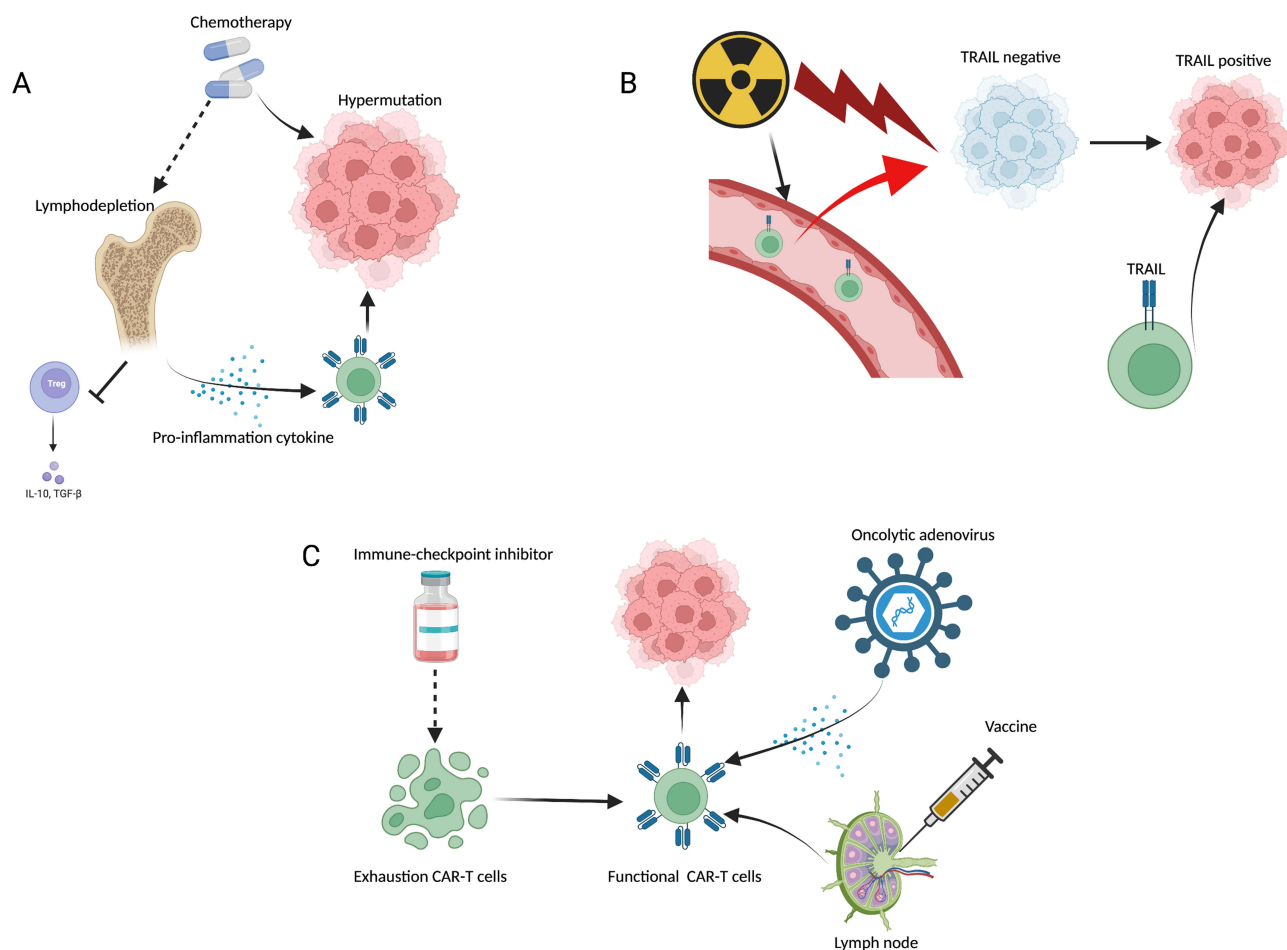 A
Chemotherapy
Hypermutation
Lymphodepletion
Treg
Pro-inflammation cytokine
IL-10, TGF-β
B
TRAIL negative
TRAIL positive
TRAIL
C
Immune-checkpoint inhibitor
Oncolytic adenovirus
Vaccine
Exhaustion CAR-T cells
Functional CAR-T cells
Lymph node